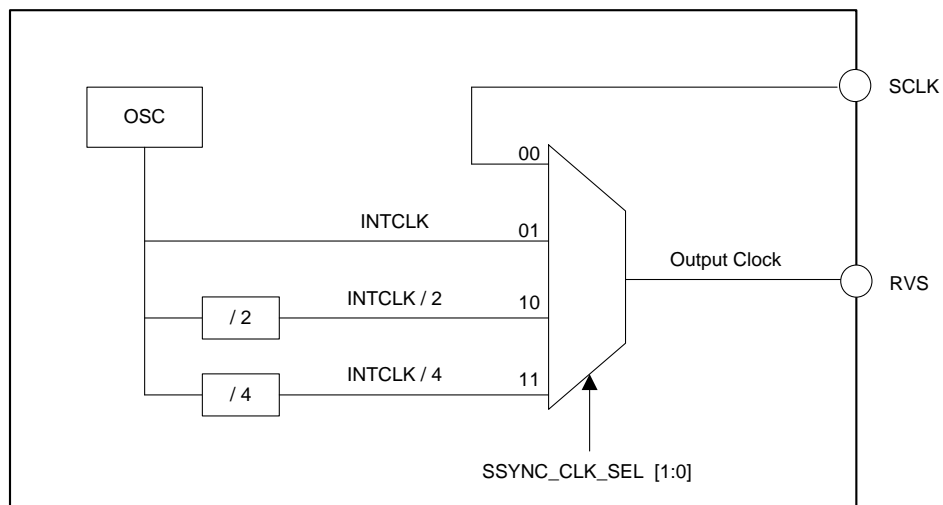 SCLK
OSC
00
INTCLK
01
Output Clock
RVS
INTCLK / 2
10
/ 2
INTCLK / 4
11
/ 4
SSYNC_CLK_SEL [1:0]